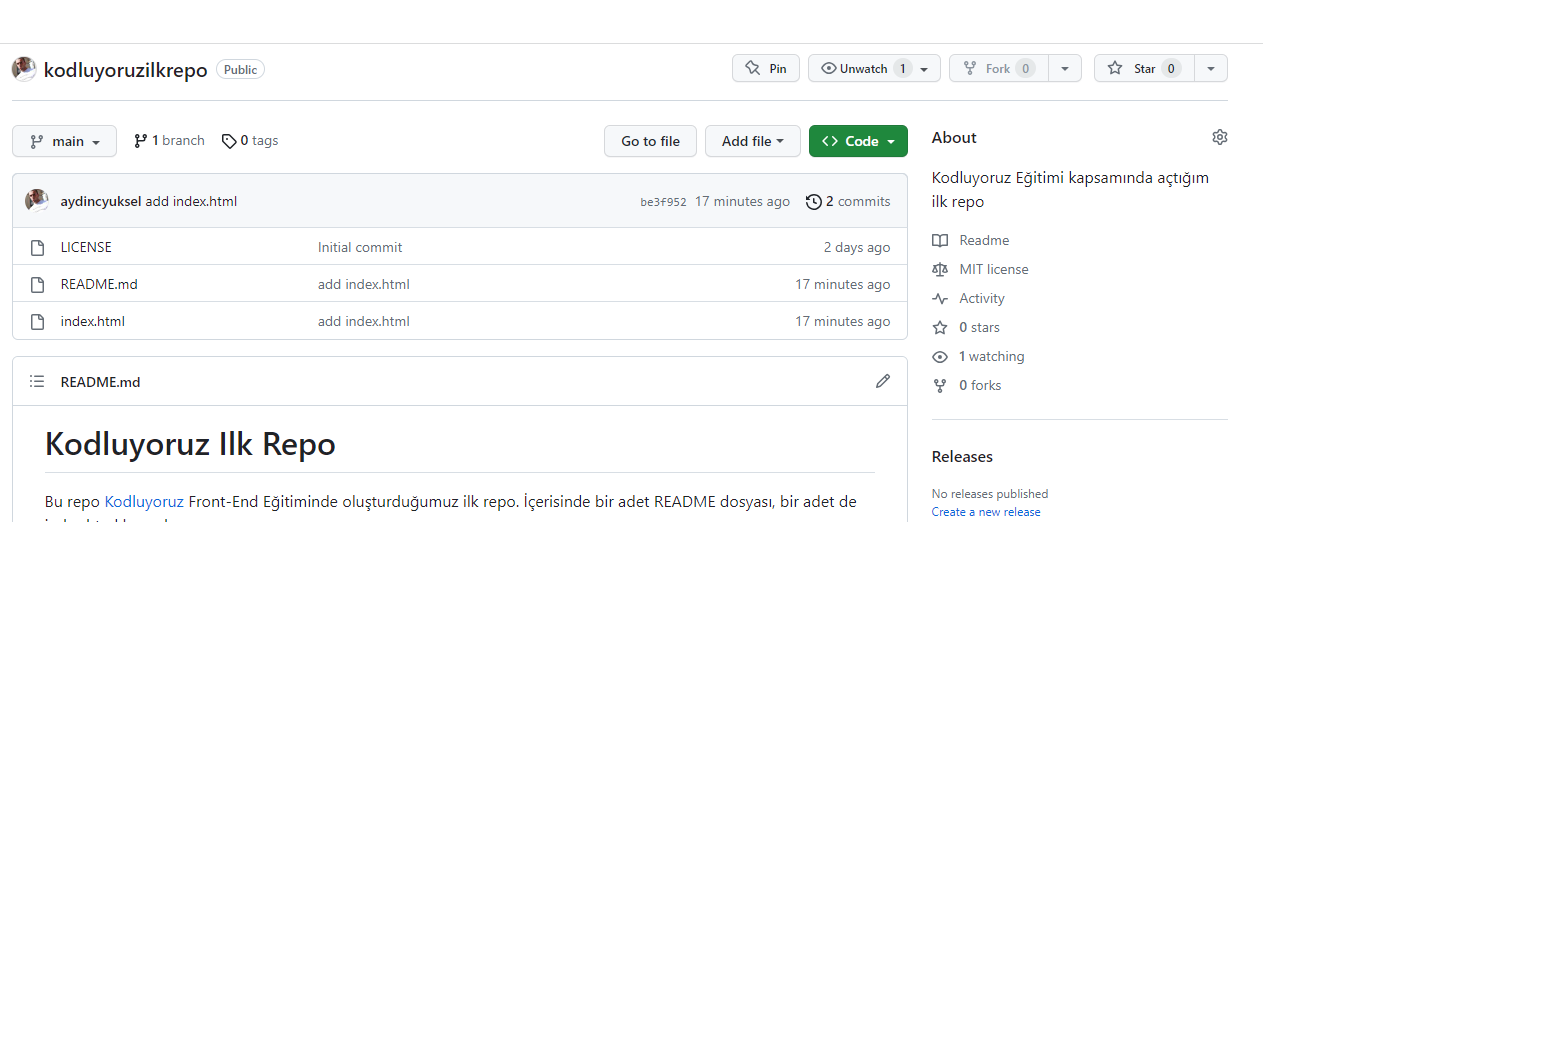 kodluyoruzilkrepo Public
Pin
Unwatch 1
Fork 0
Star 0
main
1 branch
0 tags
Go to file
Add file
Code
aydincyuksel add index.html be3f952 17 minutes ago 2 commits
LICENSE Initial commit 2 days ago
README.md add index.html 17 minutes ago
index.html add index.html 17 minutes ago
README.md
Kodluyoruz Ilk Repo
Bu repo Kodluyoruz Front-End Eğitiminde oluşturduğumuz ilk repo. İçerisinde bir adet README dosyası, bir adet de
About
Kodluyoruz Eğitimi kapsamında açtığım
ilk repo
Readme
MIT license
Activity
0 stars
1 watching
0 forks
Releases
No releases published
Create a new release